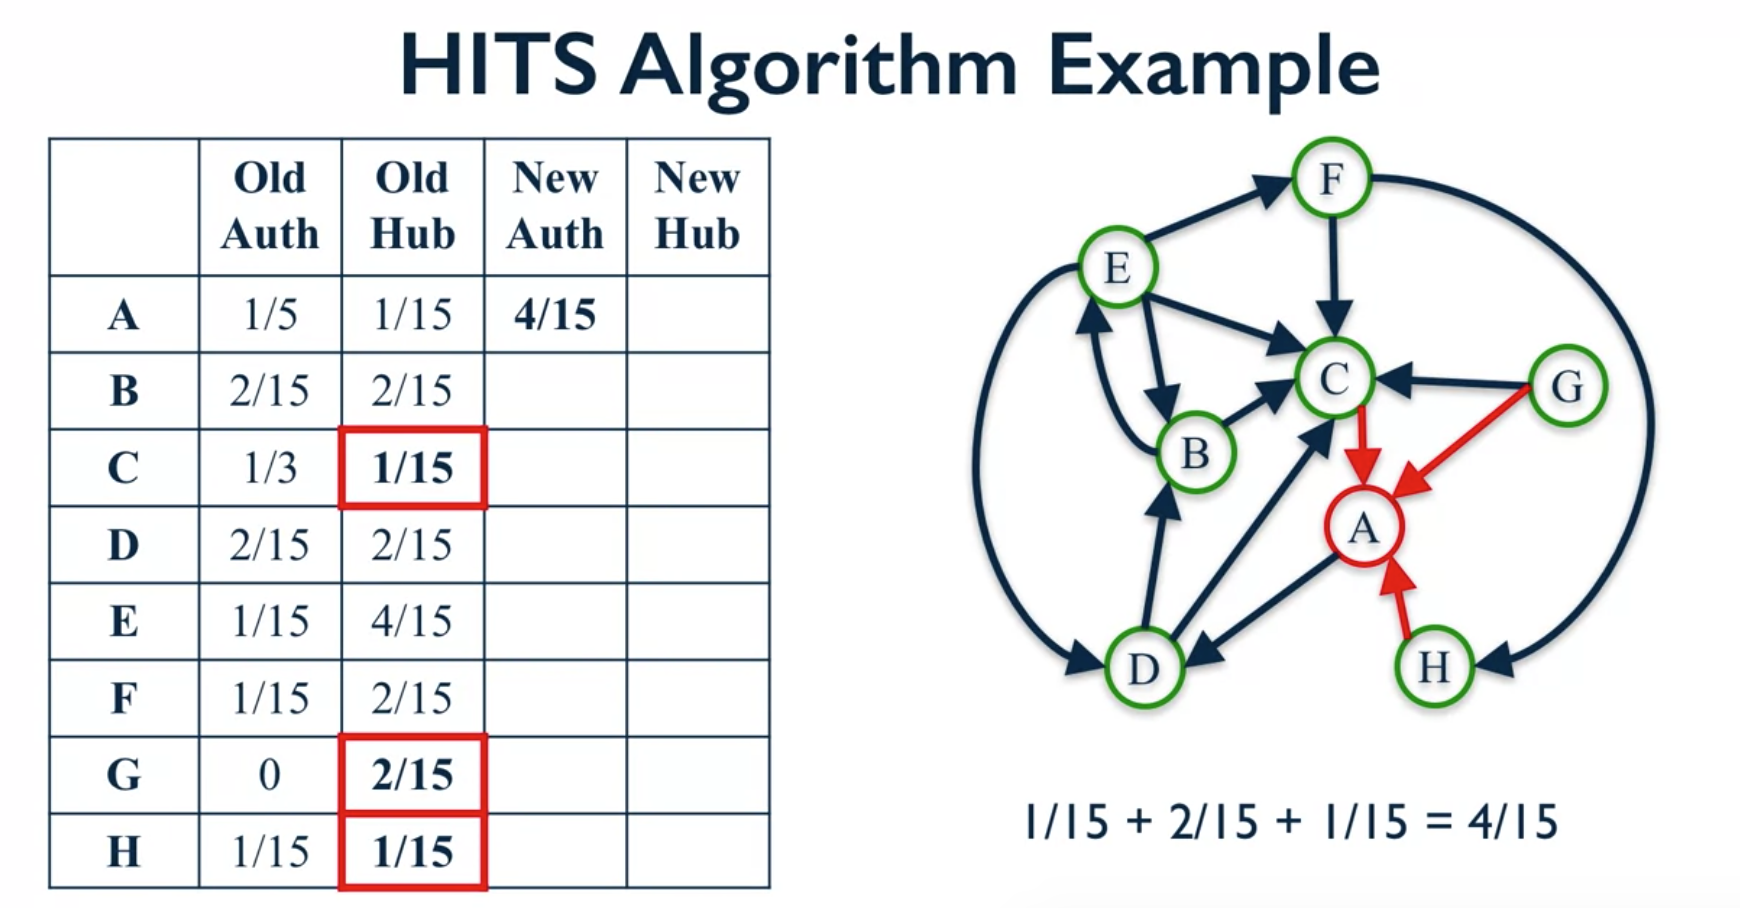 HITS Algorithm Example
Old Auth Old Hub New Auth New Hub
A 1/5 1/15 4/15
B 2/15 2/15
C 1/3 1/15
D 2/15 2/15
E 1/15 4/15
F 1/15 2/15
G 0 2/15
H 1/15 1/15
F
E
C
G
B
A
D
H
1/15 + 2/15 + 1/15 = 4/15